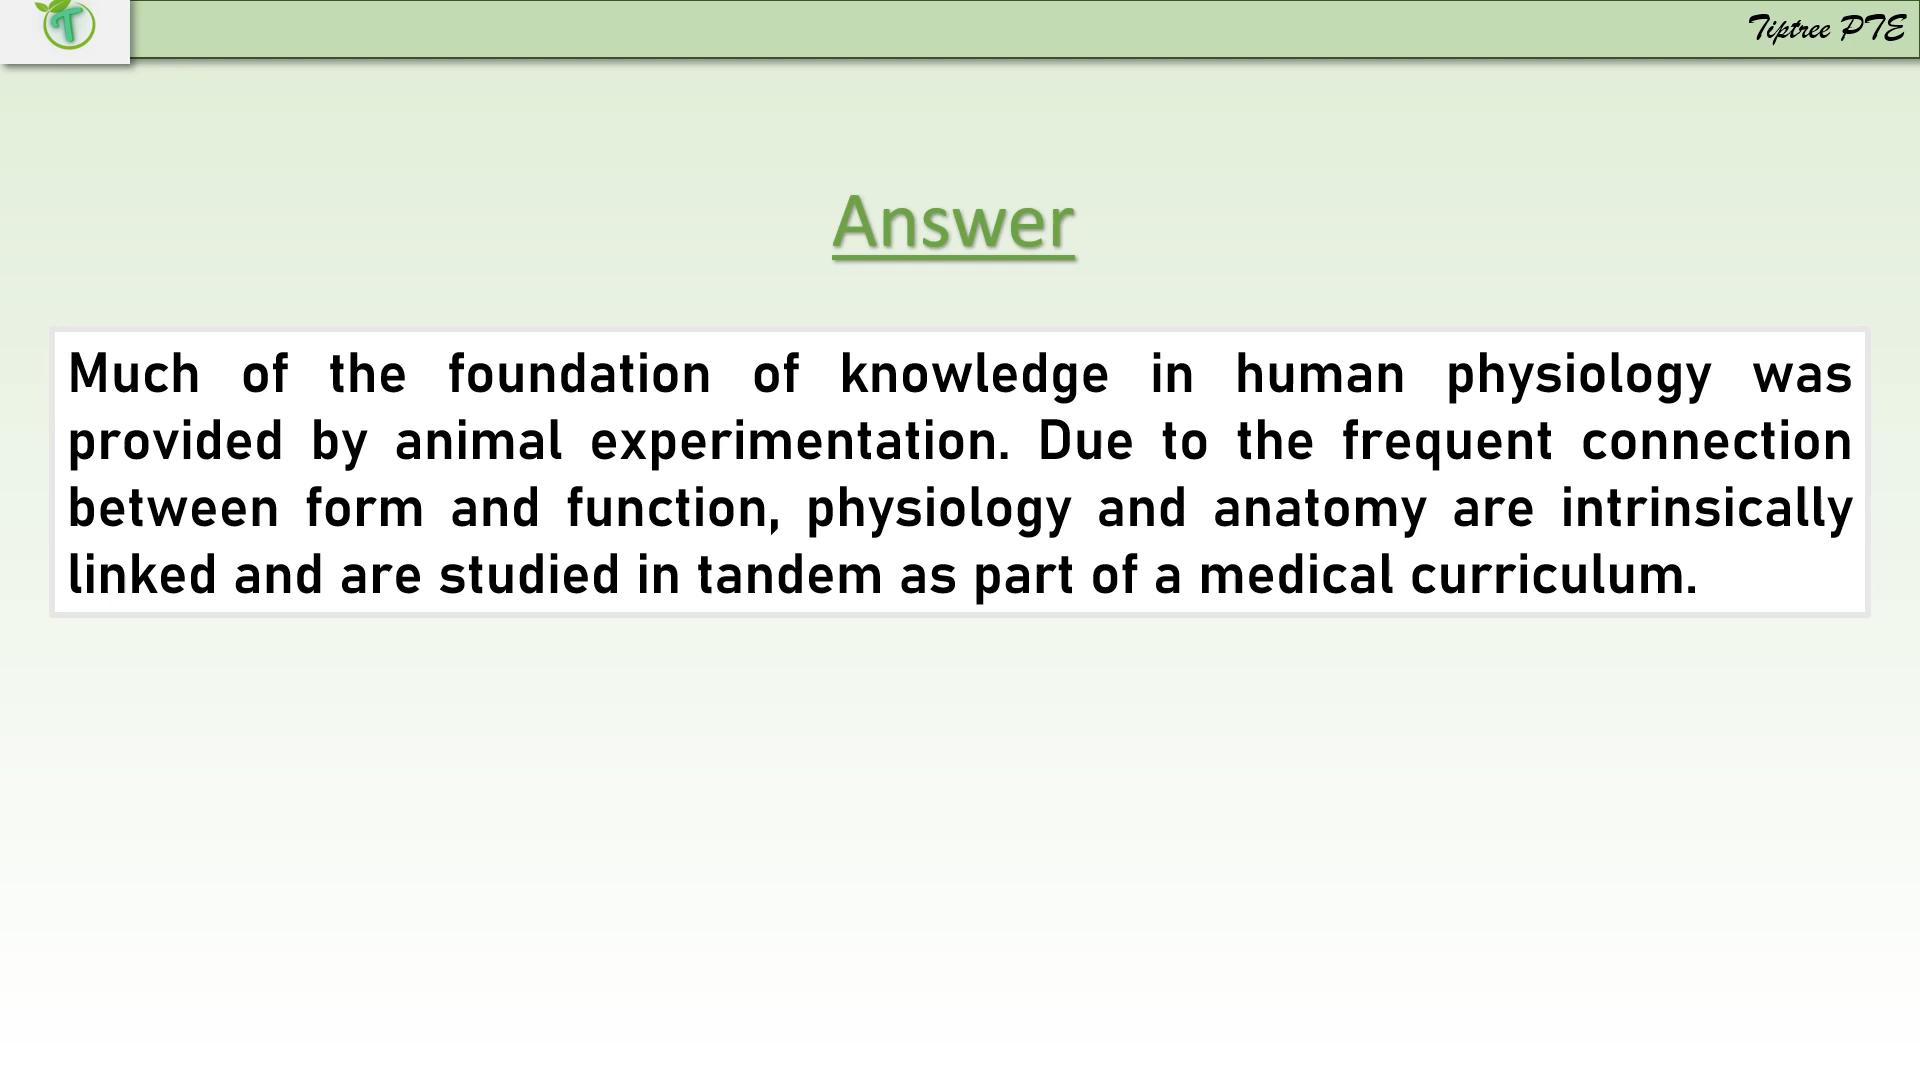 Tiptree PTE
Answer
Much of the foundation of knowledge in human physiology was
provided by animal experimentation. Due to the frequent connection
between form and function, physiology and anatomy are intrinsically
linked and are studied in tandem as part of a medical curriculum.